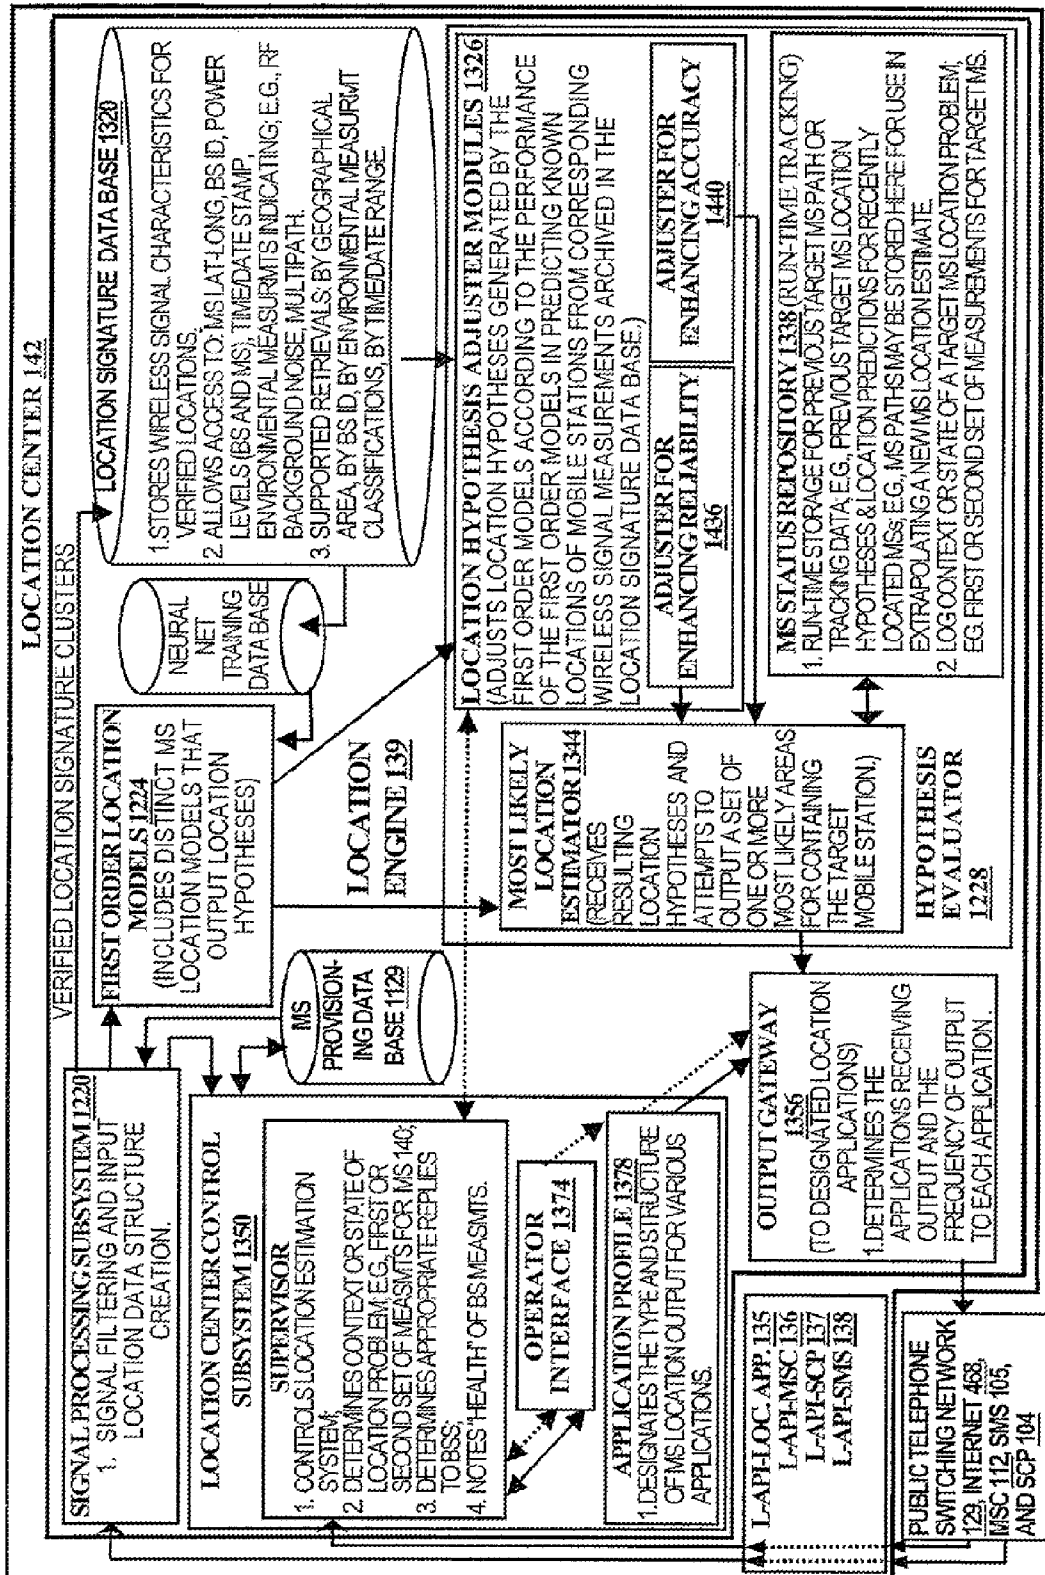 LOCATION CENTER 142
VERIFIED LOCATION SIGNATURE CLUSTERS
SIGNAL PROCESSING SUBSYSTEM 1220
1. SIGNAL FILTERING AND INPUT
LOCATION DATA STRUCTURE
CREATION.
FIRST ORDER LOCATION
MODELS 1224
(INCLUDES DISTINCT MS
LOCATION MODELS THAT
OUTPUT LOCATION
HYPOTHESES)
NEURAL
NET
TRAINING
DATA BASE
LOCATION SIGNATURE DATA BASE 1320
1. STORES WIRELESS SIGNAL CHARACTERISTICS FOR
VERIFIED LOCATIONS.
2. ALLOWS ACCESS TO: MS LAT-LONG, BS ID, POWER
LEVELS (BS AND MS), TIME/DATE STAMP,
ENVIRONMENTAL MEASURMTS INDICATING; E.G., RF
BACKGROUND NOISE, MULTIPATH.
3. SUPPORTED RETRIEVALS: BY GEOGRAPHICAL
AREA, BY BS ID, BY ENVIRONMENTAL MEASURMT
CLASSIFICATIONS, BY TIME/DATE RANGE.
LOCATION CENTER CONTROL
SUBSYSTEM 1350
SUPERVISOR
1. CONTROLS LOCATION ESTIMATION
SYSTEM;
2. DETERMINES CONTEXT OR STATE OF
LOCATION PROBLEM; E.G., FIRST OR
SECOND SET OF MEASMTS FOR MS 140;
3. DETERMINES APPROPRIATE REPLIES
TO BSS;
4. NOTES "HEALTH" OF BS MEASMTS.
OPERATOR
INTERFACE 1374
APPLICATION PROFILE 1378
1.DESIGNATES THE TYPE AND STRUCTURE
OF MS LOCATION OUTPUT FOR VARIOUS
APPLICATIONS.
MS
PROVISION-
ING DATA
BASE 1129
LOCATION
ENGINE 139
LOCATION HYPOTHESIS ADJUSTER MODULES 1326
(ADJUSTS LOCATION HYPOTHESES GENERATED BY THE
FIRST ORDER MODELS ACCORDING TO THE PERFORMANCE
OF THE FIRST ORDER MODELS IN PREDICTING KNOWN
LOCATIONS OF MOBILE STATIONS FROM CORRESPONDING
WIRELESS SIGNAL MEASUREMENTS ARCHIVED IN THE
LOCATION SIGNATURE DATA BASE.)
ADJUSTER FOR
ENHANCING RELIABILITY
1436
ADJUSTER FOR
ENHANCING ACCURACY
1440
MOST LIKELY
LOCATION
ESTIMATOR 1344
(RECEIVES
RESULTING
LOCATION
HYPOTHESES AND
ATTEMPTS TO
OUTPUT A SET OF
ONE OR MORE
MOST LIKELY AREAS
FOR CONTAINING
THE TARGET
MOBILE STATION.)
HYPOTHESIS
EVALUATOR
1228
MS STATUS REPOSITORY 1338 (RUN-TIME TRACKING)
1. RUN-TIME STORAGE FOR PREVIOUS TARGET MS PATH OR
TRACKING DATA; E.G., PREVIOUS TARGET MS LOCATION
HYPOTHESES & LOCATION PREDICTIONS FOR RECENTLY
LOCATED MSs; E.G., MS PATHS MAY BE STORED HERE FOR USE IN
EXTRAPOLATING A NEW MS LOCATION ESTIMATE.
2. LOG CONTEXT OR STATE OF A TARGET MS LOCATION PROBLEM;
EG. FIRST OR SECOND SET OF MEASUREMENTS FOR TARGET MS.
OUTPUT GATEWAY
1356
(TO DESIGNATED LOCATION
APPLICATIONS)
1.DETERMINES THE
APPLICATIONS RECEIVING
OUTPUT AND THE
FREQUENCY OF OUTPUT
TO EACH APPLICATION.
L-API-LOC. APP. 135
L-API-MSC 136
L-API-SCP 137
L-API-SMS 138
PUBLIC TELEPHONE
SWITCHING NETWORK
129, INTERNET 468,
MSC 112, SMS 105,
AND SCP 104